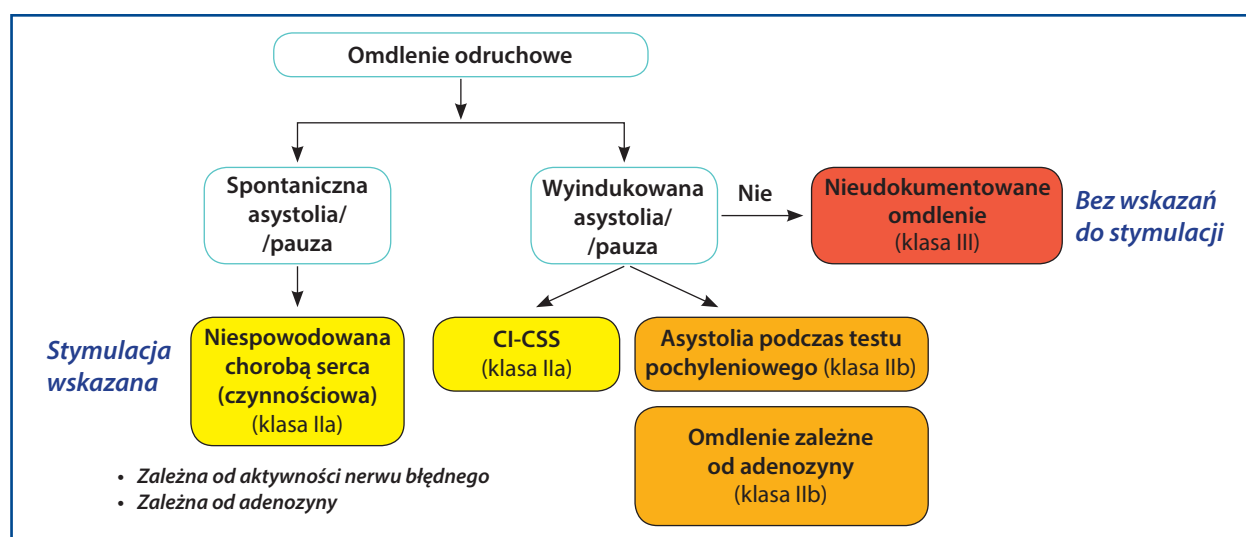 Omdlenie odruchowe
Spontaniczna
asystolia/
/pauza
Wyindukowana
asystolia/
/pauza
Nie
Nieudokumentowane
omdlenie
(klasa III)
Bez wskazań
do stymulacji
Stymulacja
wskazana
Niespowodowana
chorobą serca
(czynnościowa)
(klasa IIa)
CI-CSS
(klasa IIa)
Asystolia podczas testu
pochyleniowego (klasa IIb)
Omdlenie zależne
od adenozyny
(klasa IIb)
• Zależna od aktywności nerwu błędnego
• Zależna od adenozyny